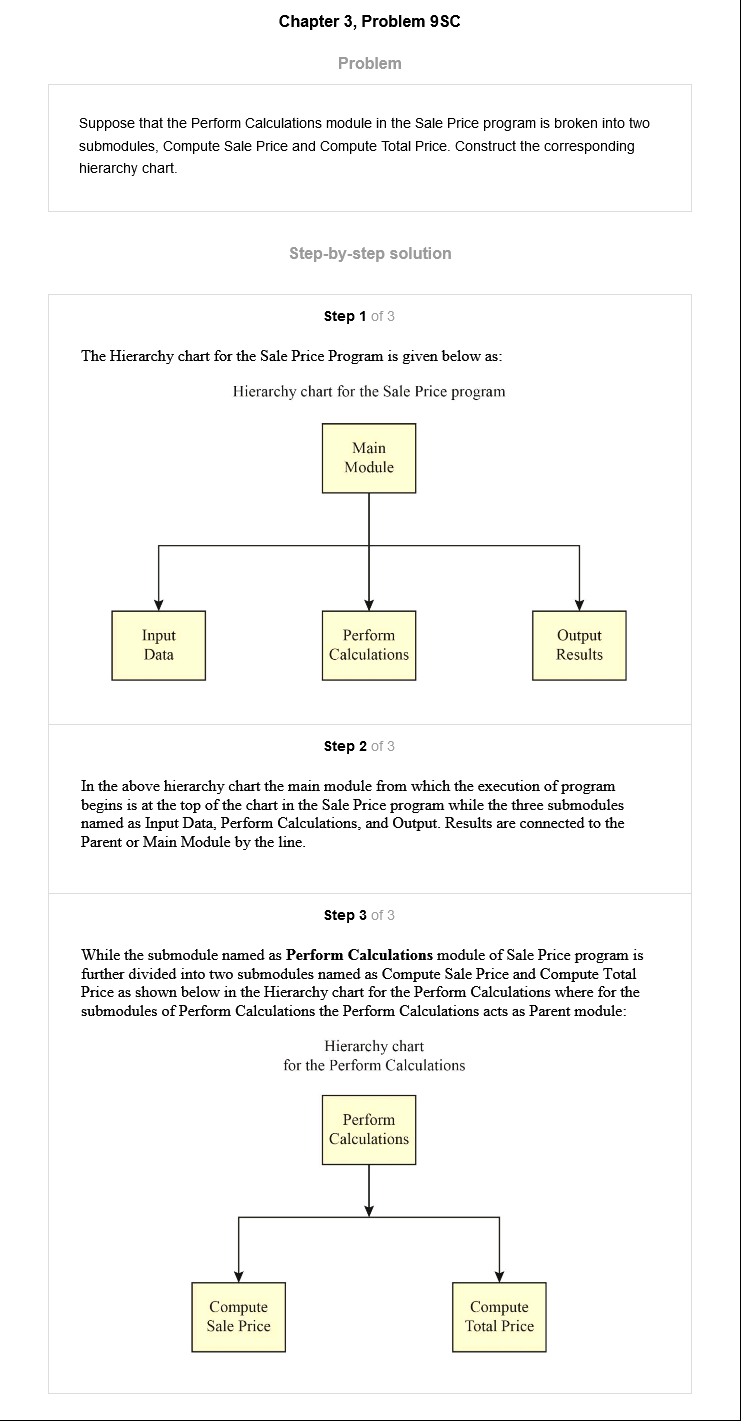 Chapter 3, Problem 9SC
Problem
Suppose that the Perform Calculations module in the Sale Price program is broken into two
submodules, Compute Sale Price and Compute Total Price. Construct the corresponding
hierarchy chart.
Step-by-step solution
Step 1 of 3
The Hierarchy chart for the Sale Price Program is given below as:
Hierarchy chart for the Sale Price program
Main
Module
Input
Data
Perform
Calculations
Output
Results
Step 2 of 3
In the above hierarchy chart the main module from which the execution of program
begins is at the top of the chart in the Sale Price program while the three submodules
named as Input Data, Perform Calculations, and Output. Results are connected to the
Parent or Main Module by the line.
Step 3 of 3
While the submodule named as Perform Calculations module of Sale Price program is
further divided into two submodules named as Compute Sale Price and Compute Total
Price as shown below in the Hierarchy chart for the Perform Calculations where for the
submodules of Perform Calculations the Perform Calculations acts as Parent module:
Hierarchy chart
for the Perform Calculations
Perform
Calculations
Compute
Sale Price
Compute
Total Price